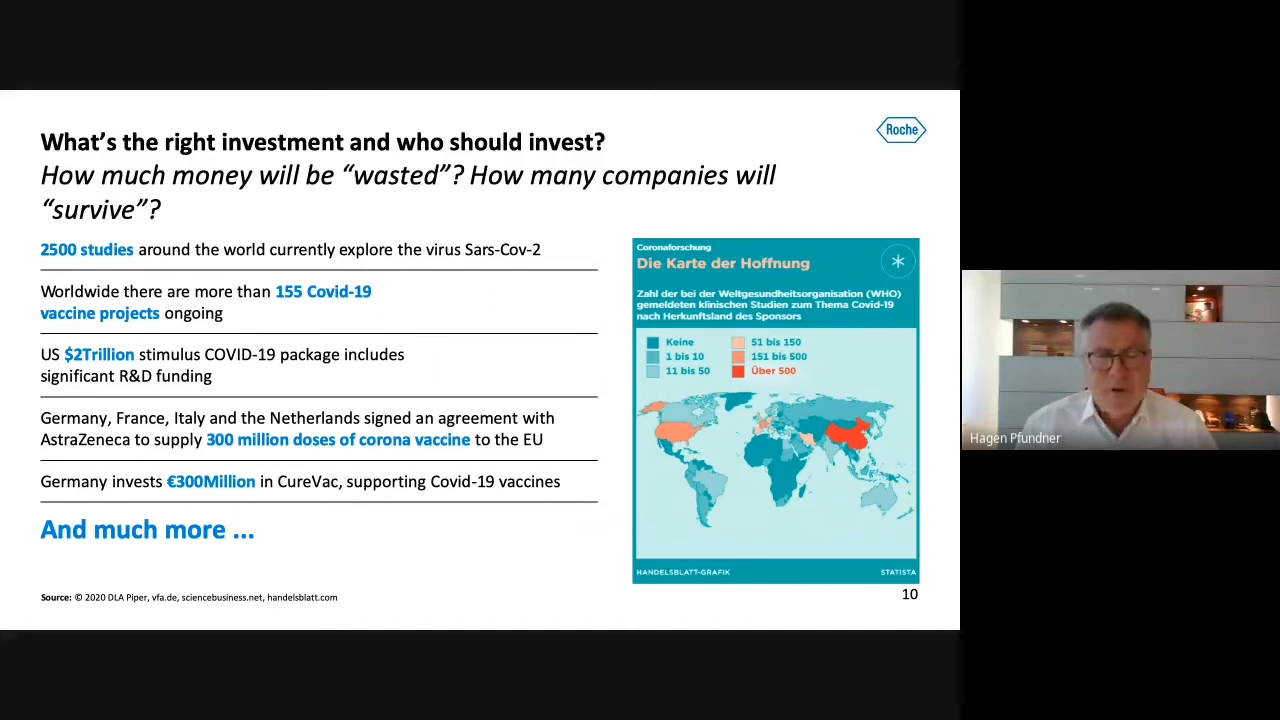 What's the right investment and who should invest?
How much money will be “wasted”? How many companies will
“survive”?
Roche
2500 studies around the world currently explore the virus Sars-Cov-2
Worldwide there are more than 155 Covid-19
vaccine projects ongoing
US $2Trillion stimulus COVID-19 package includes
significant R&D funding
Germany, France, Italy and the Netherlands signed an agreement with
AstraZeneca to supply 300 million doses of corona vaccine to the EU
Germany invests €300Million in CureVac, supporting Covid-19 vaccines
And much more ...
Coronaforschung
Die Karte der Hoffnung
Zahl der bei der Weltgesundheitsorganisation (WHO)
gemeldeten klinischen Studien zum Thema Covid-19
nach Herkunftsland des Sponsors
Keine
1 bis 10
11 bis 50
51 bis 150
151 bis 500
Über 500
HANDELSBLATT-GRAFIK
STATISTA
Source: © 2020 DLA Piper, vfa.de, sciencebusiness.net, handelsblatt.com
10
Hagen Pfundner